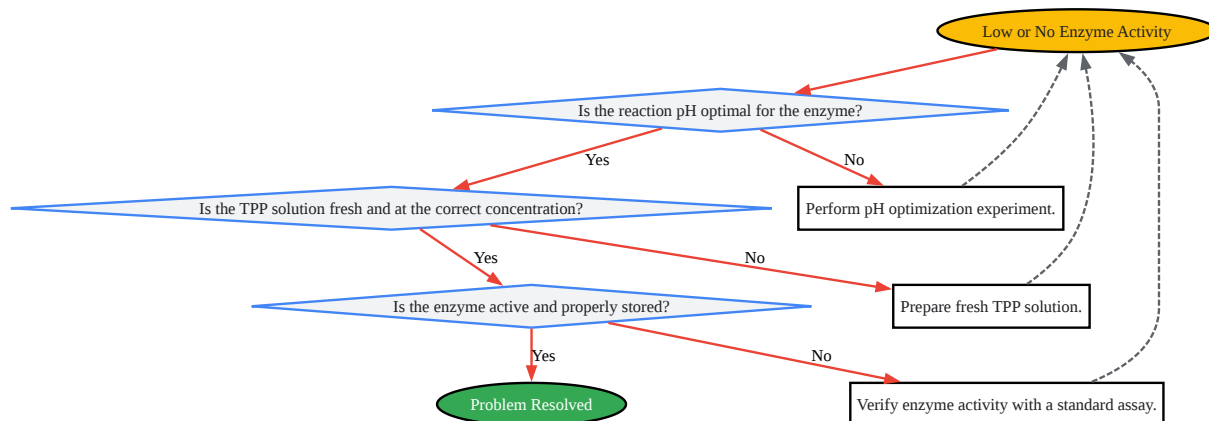 Low or No Enzyme Activity
Is the reaction pH optimal for the enzyme?
Yes
No
Is the TPP solution fresh and at the correct concentration?
Perform pH optimization experiment.
Yes
No
Is the enzyme active and properly stored?
Prepare fresh TPP solution.
Yes
No
Problem Resolved
Verify enzyme activity with a standard assay.